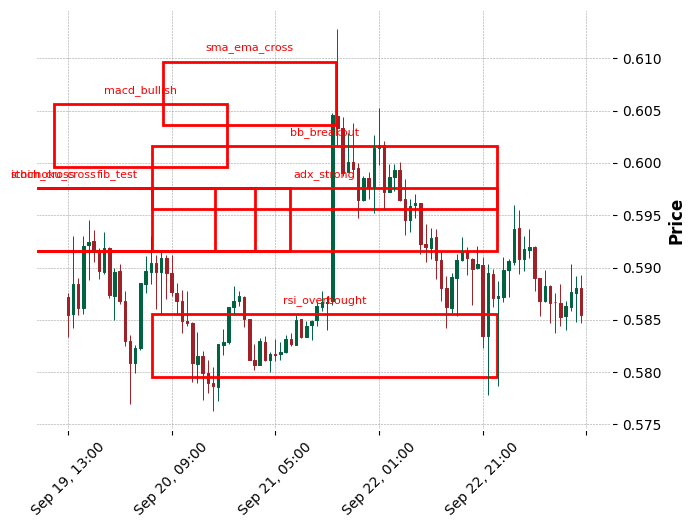 sma_ema_cross
0.610
macd_bullish
0.605
bb_breakout
0.600
fib_test
adx_strong
0.595
Price
0.590
rsi_overbought
0.585
0.580
0.575
Sep 19, 13:00
Sep 20, 09:00
Sep 21, 05:00
Sep 22, 01:00
Sep 22, 21:00